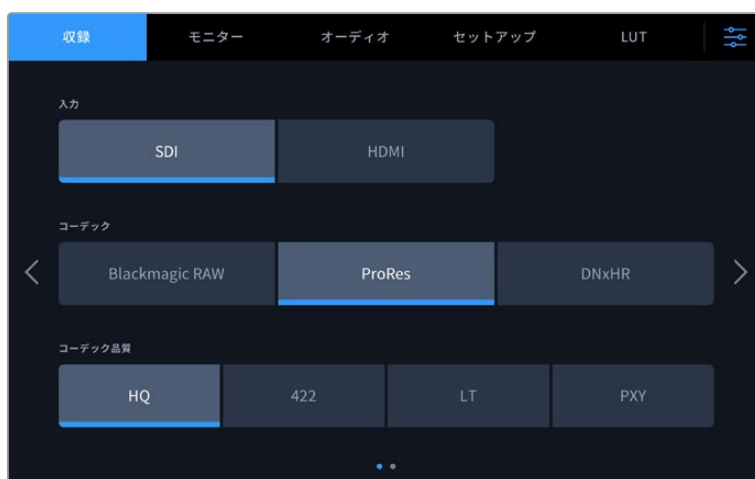 収録 モニター オーディオ セットアップ LUT
入力
SDI HDMI
コーデック
Blackmagic RAW ProRes DNxHR
コーデック品質
HQ 422 LT PXY